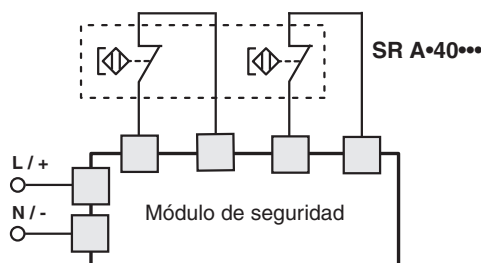 SR A•40•••
L / +
N / -
Módulo de seguridad